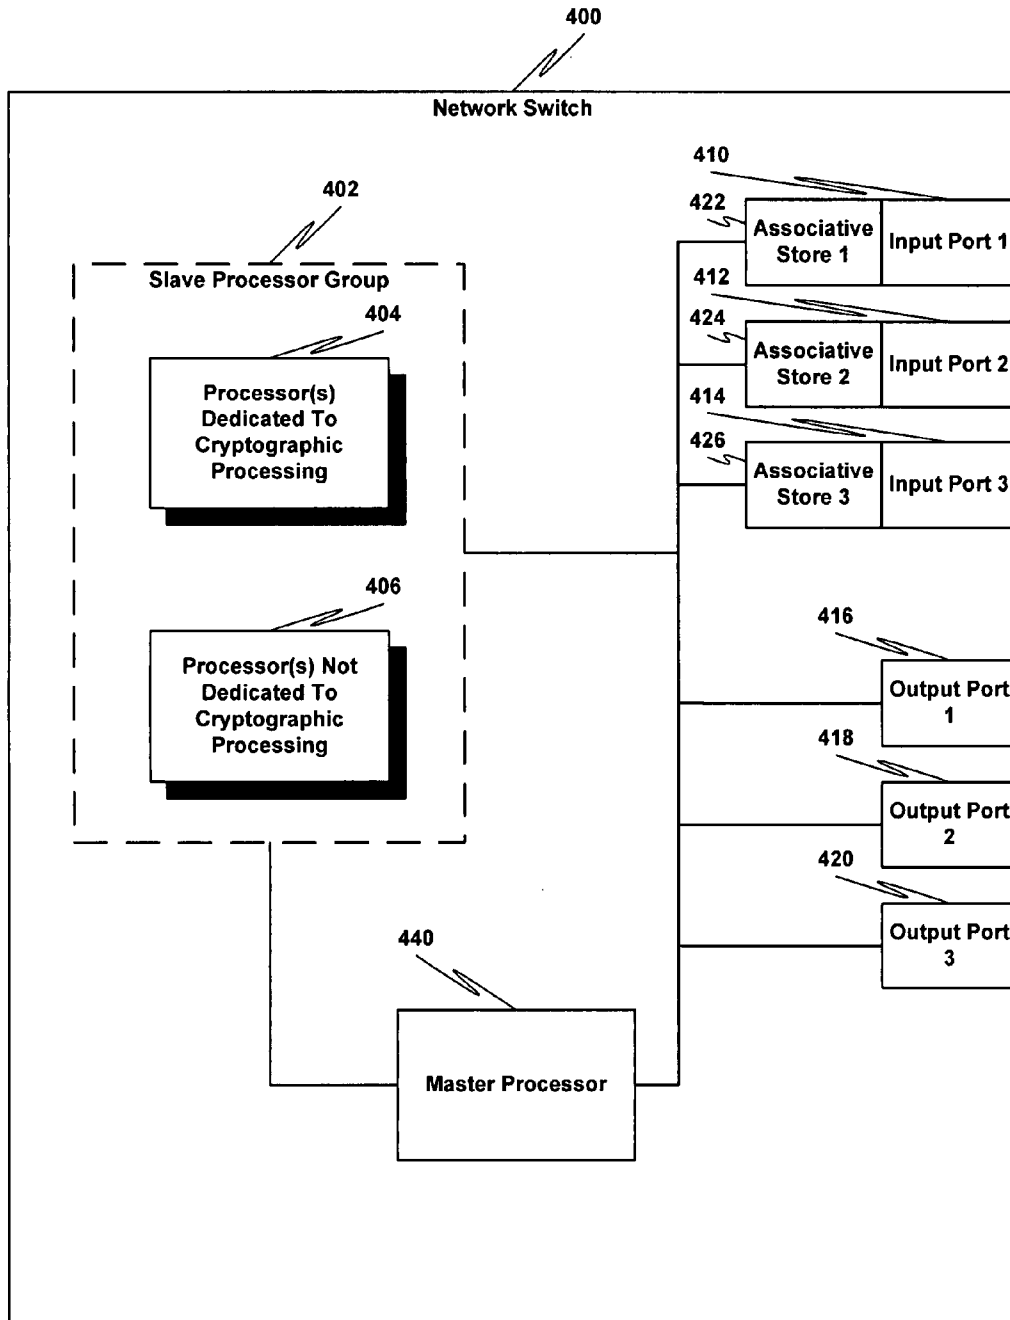 400
Network Switch
410
402
422
Associative
Store 1
Input Port 1
Slave Processor Group
412
404
424
Associative
Store 2
Input Port 2
414
Processor(s)
Dedicated To
Cryptographic
Processing
426
Associative
Store 3
Input Port 3
406
416
Processor(s) Not
Dedicated To
Cryptographic
Processing
Output Port
1
418
Output Port
2
420
Output Port
3
440
Master Processor